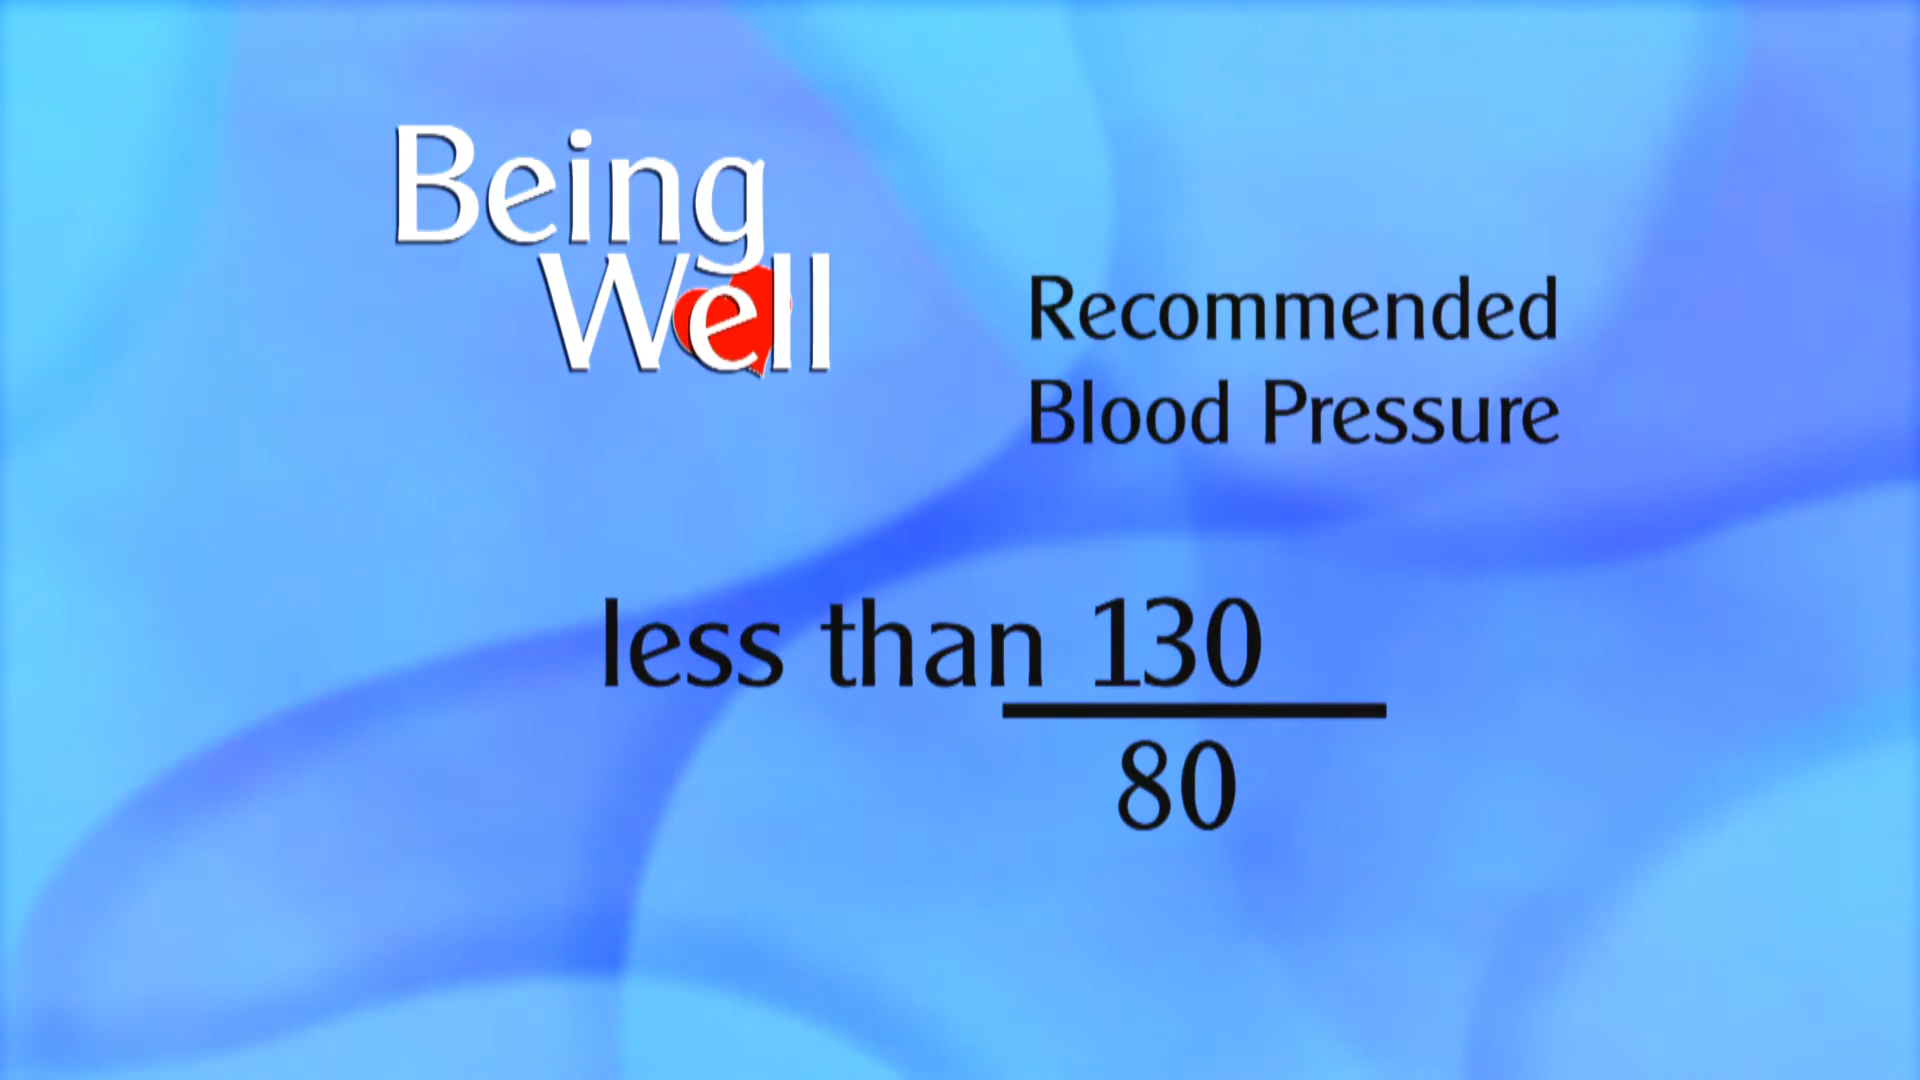 Being
Well
Recommended
Blood Pressure
less than 130
80